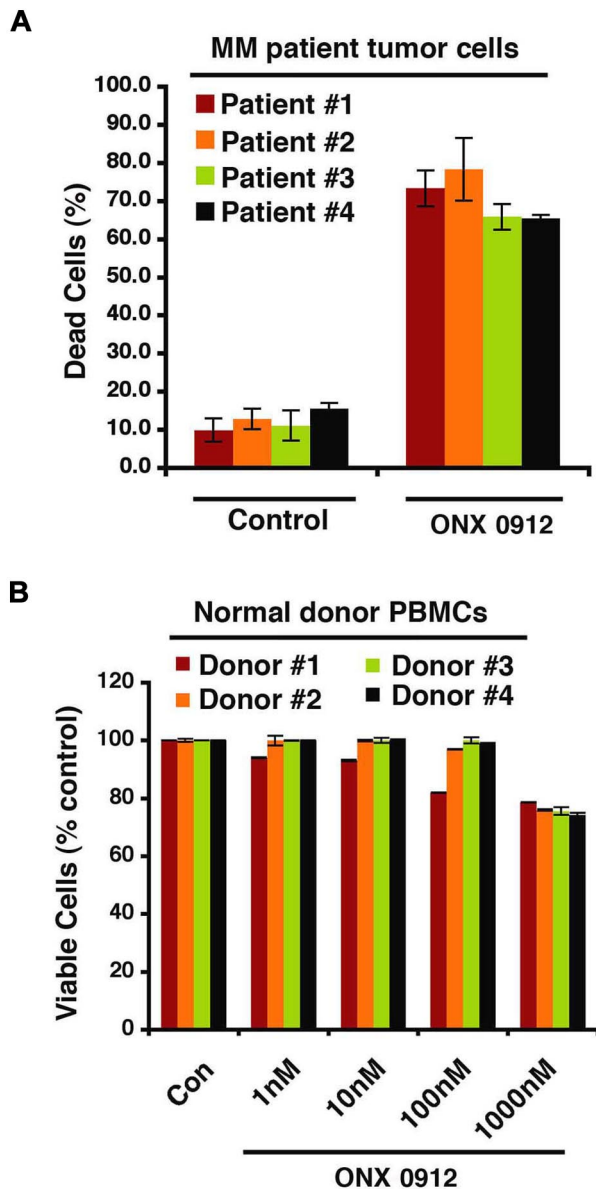 A
MM patient tumor cells
100.0
90.0
80.0
70.0
60.0
50.0
40.0
30.0
20.0
10.0
0.0
Dead Cells (%)
Patient #1
Patient #2
Patient #3
Patient #4
Control
ONX 0912
B
Normal donor PBMCs
Donor #1
Donor #3
Donor #2
Donor #4
120
100
80
60
40
20
0
Viable Cells (% control)
Con
1nM
10nM
100nM
1000nM
ONX 0912